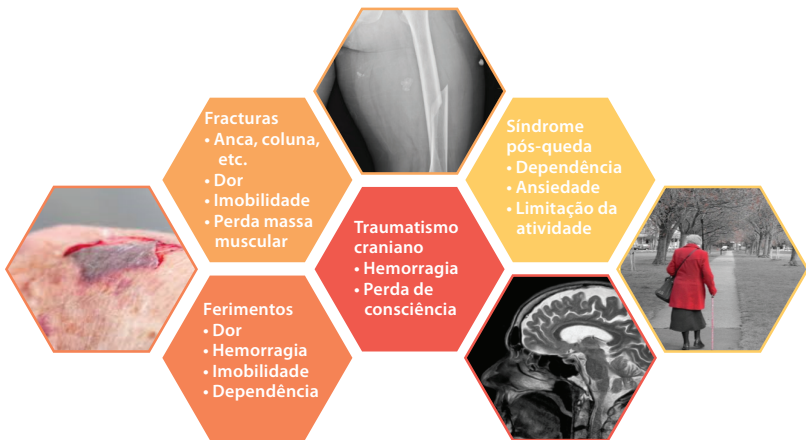 Fracturas
• Anca, coluna,
etc.
• Dor
• Imobilidade
• Perda massa
muscular
Síndrome
pós-queda
• Dependência
• Ansiedade
• Limitação da
atividade
Traumatismo
craniano
• Hemorragia
• Perda de
consciência
Ferimentos
• Dor
• Hemorragia
• Imobilidade
• Dependência